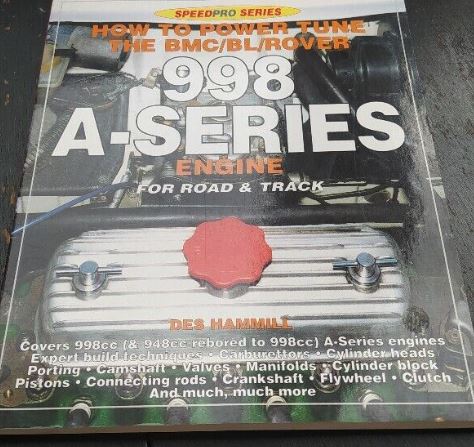 SPEEDPRO SERIES
HOW TO POWER TUNE
THE BMC/BL/ROVER
998
A-SERIES
ENGINE
FOR ROAD & TRACK
DES HAMMILL
Covers 998cc (& 948cc rebored to 998cc) A-Series engines
Expert build techniques • Carburettors • Cylinder heads
Porting • Camshaft • Valves • Manifolds • Cylinder block
Pistons • Connecting rods • Crankshaft • Flywheel • Clutch
And much, much more